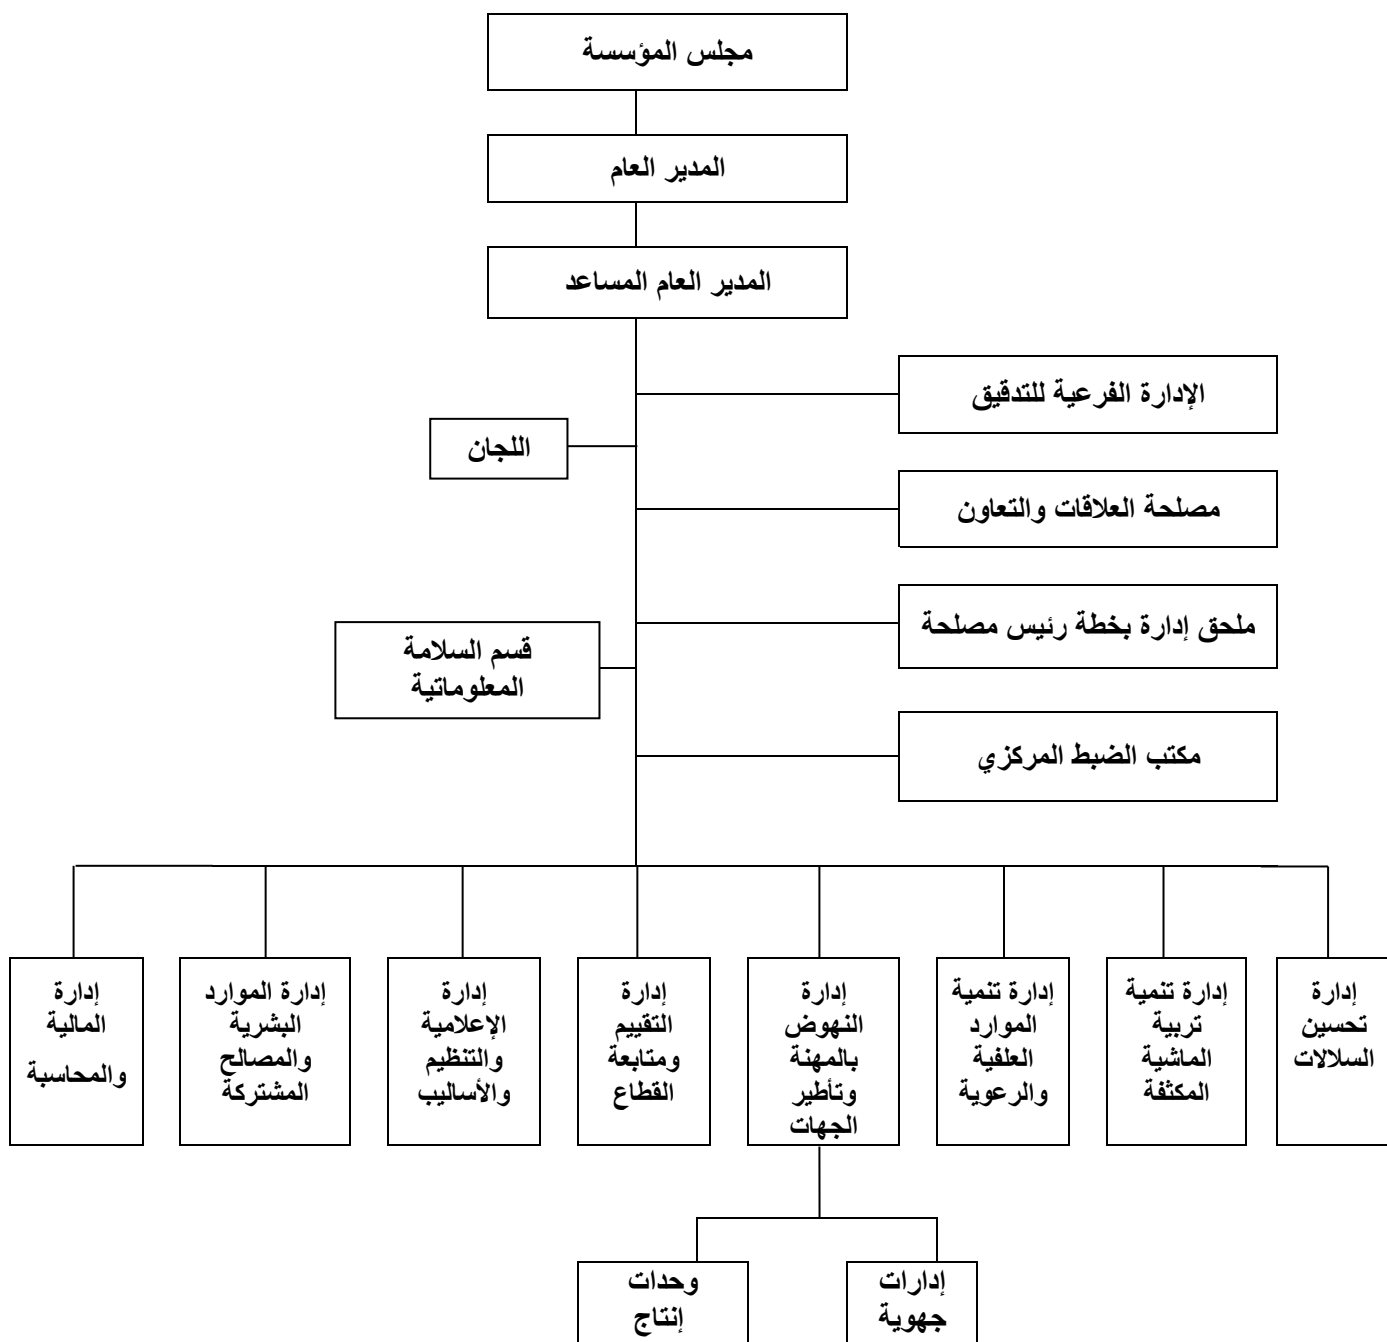 مجلس المؤسسة
المدير العام
المدير العام المساعد
الإدارة الفرعية للتدقيق
اللجان
مصلحة العلاقات والتعاون
ملحق إدارة بخطة رئيس مصلحة
قسم السلامة
المعلوماتية
مكتب الضبط المركزي
إدارة
تحسين
السلالات
إدارة تنمية
تربية
الماشية
المكثفة
إدارة تنمية
الموارد
العلفية
والرعوية
إدارة
النهوض
بالمهنة
وتأطير
الجهات
إدارة
التقييم
ومتابعة
القطاع
إدارة
الإعلامية
والتنظيم
والأساليب
إدارة الموارد
البشرية
والمصالح
المشتركة
إدارة
المالية
والمحاسبة
إدارات
جهوية
وحدات
إنتاج